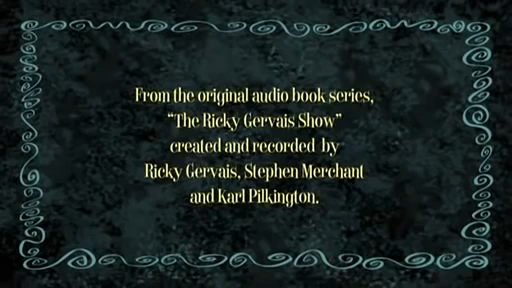 From the original audio book series,
“The Ricky Gervais Show”
created and recorded by
Ricky Gervais, Stephen Merchant
and Karl Pilkington.